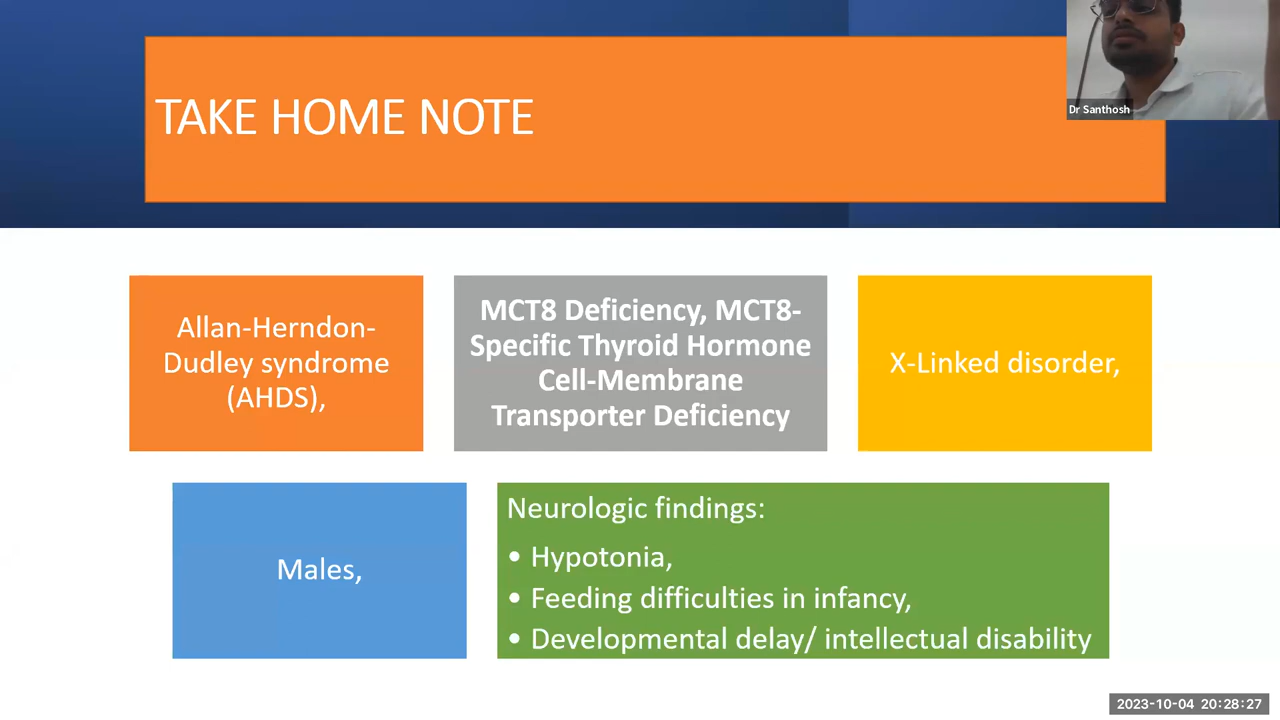 TAKE HOME NOTE
Dr Santhosh
Allan-Herndon-
Dudley syndrome
(AHDS),
MCT8 Deficiency, MCT8-
Specific Thyroid Hormone
Cell-Membrane
Transporter Deficiency
X-Linked disorder,
Males,
Neurologic findings:
• Hypotonia,
• Feeding difficulties in infancy,
• Developmental delay/ intellectual disability
2023-10-04 20:28:27